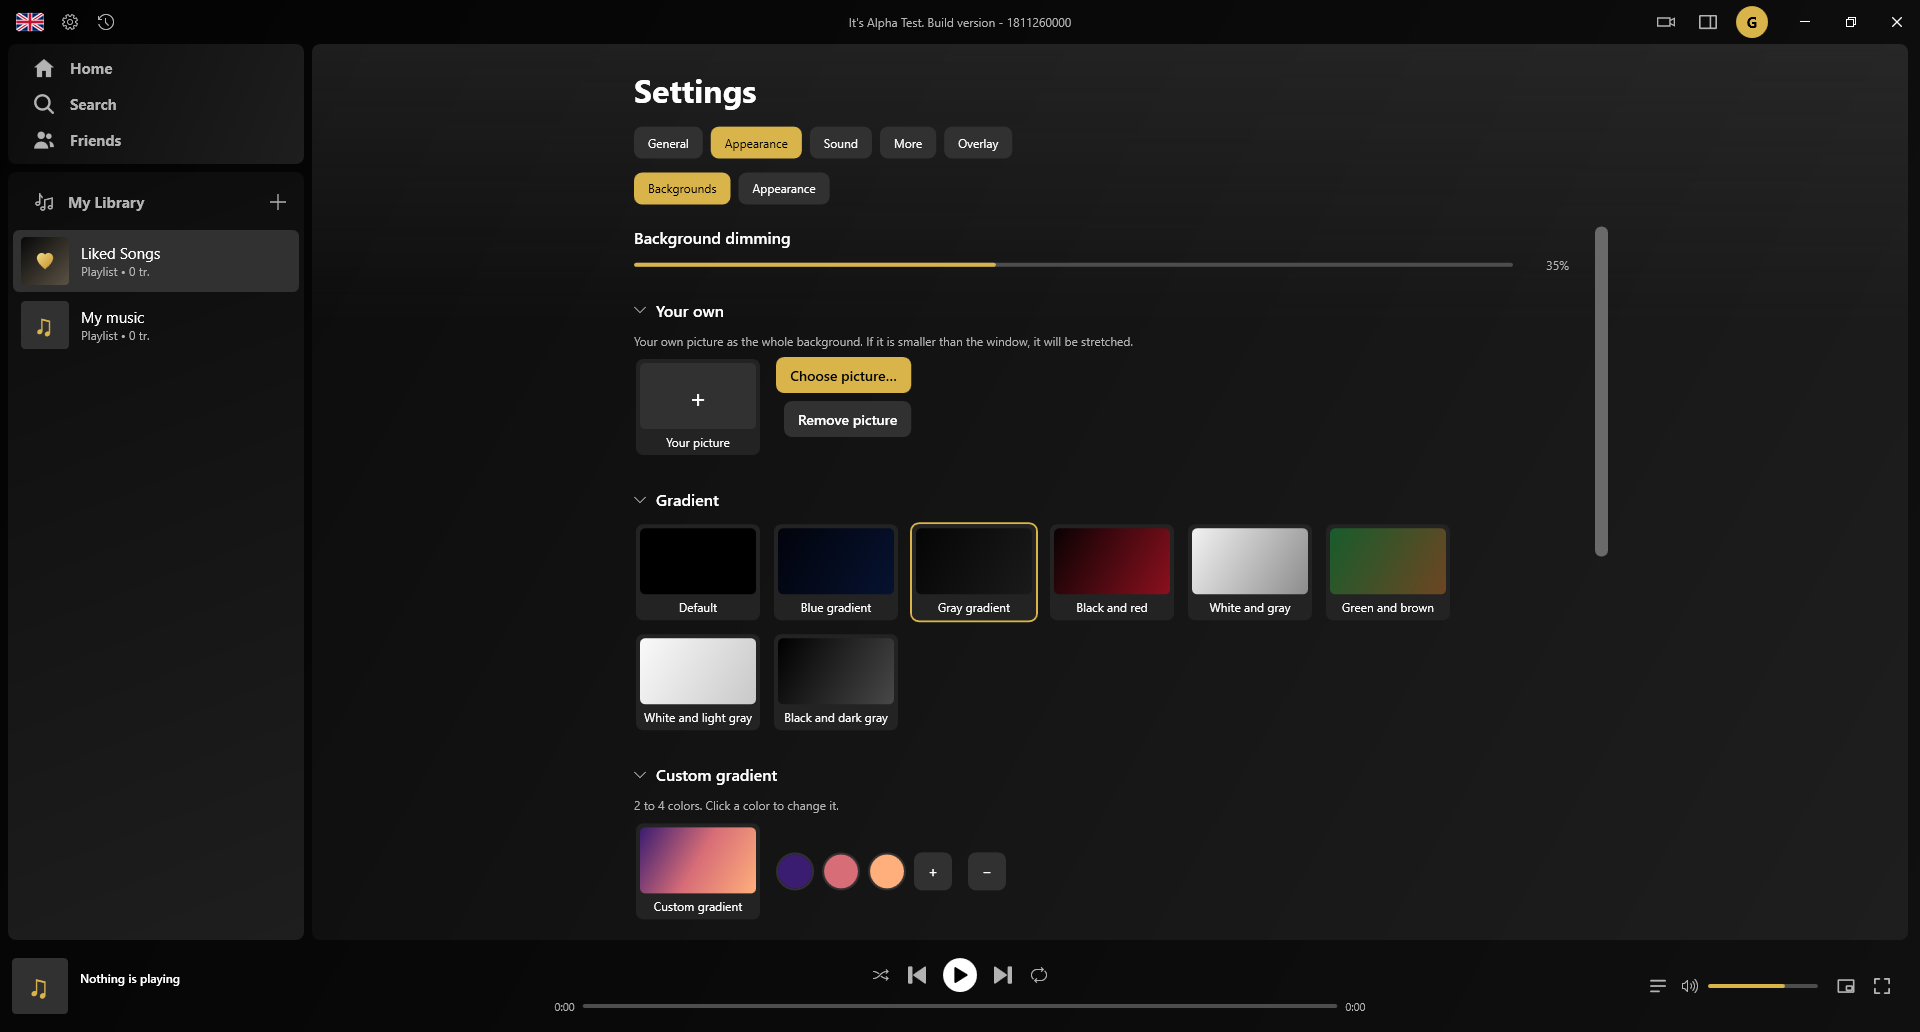 It's Alpha Test. Build version - 1811260000
G
Home
Search
Friends
My Library
Liked Songs
Playlist • 0 tr.
My music
Playlist • 0 tr.
Settings
General
Appearance
Sound
More
Overlay
Backgrounds
Appearance
Background dimming
35%
Your own
Your own picture as the whole background. If it is smaller than the window, it will be stretched.
+
Your picture
Choose picture...
Remove picture
Gradient
Default
Blue gradient
Gray gradient
Black and red
White and gray
Green and brown
White and light gray
Black and dark gray
Custom gradient
2 to 4 colors. Click a color to change it.
+
−
Custom gradient
Nothing is playing
0:00
0:00